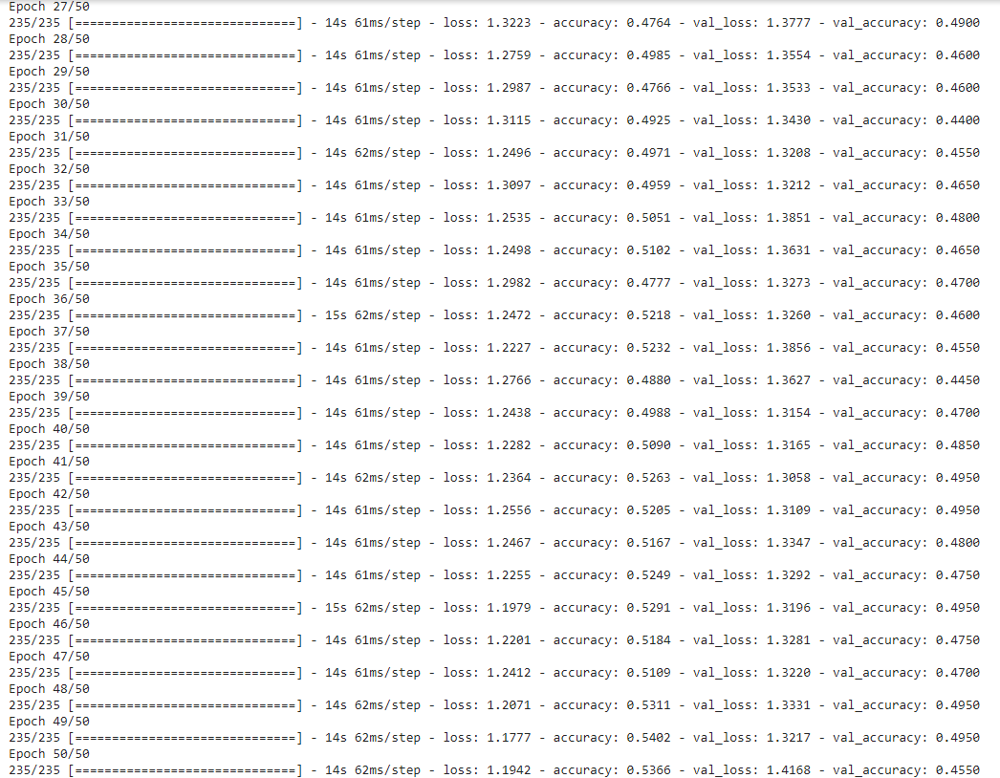 Epoch 27/50
235/235 [==============================] - 14s 61ms/step - loss: 1.3223 - accuracy: 0.4764 - val_loss: 1.3777 - val_accuracy: 0.4900
Epoch 28/50
235/235 [==============================] - 14s 61ms/step - loss: 1.2759 - accuracy: 0.4985 - val_loss: 1.3554 - val_accuracy: 0.4600
Epoch 29/50
235/235 [==============================] - 14s 61ms/step - loss: 1.2987 - accuracy: 0.4766 - val_loss: 1.3533 - val_accuracy: 0.4600
Epoch 30/50
235/235 [==============================] - 14s 61ms/step - loss: 1.3115 - accuracy: 0.4925 - val_loss: 1.3430 - val_accuracy: 0.4400
Epoch 31/50
235/235 [==============================] - 14s 62ms/step - loss: 1.2496 - accuracy: 0.4971 - val_loss: 1.3208 - val_accuracy: 0.4550
Epoch 32/50
235/235 [==============================] - 14s 61ms/step - loss: 1.3097 - accuracy: 0.4959 - val_loss: 1.3212 - val_accuracy: 0.4650
Epoch 33/50
235/235 [==============================] - 14s 61ms/step - loss: 1.2535 - accuracy: 0.5051 - val_loss: 1.3851 - val_accuracy: 0.4800
Epoch 34/50
235/235 [==============================] - 14s 61ms/step - loss: 1.2498 - accuracy: 0.5102 - val_loss: 1.3631 - val_accuracy: 0.4650
Epoch 35/50
235/235 [==============================] - 14s 61ms/step - loss: 1.2982 - accuracy: 0.4777 - val_loss: 1.3273 - val_accuracy: 0.4700
Epoch 36/50
235/235 [==============================] - 15s 62ms/step - loss: 1.2472 - accuracy: 0.5218 - val_loss: 1.3260 - val_accuracy: 0.4600
Epoch 37/50
235/235 [==============================] - 14s 61ms/step - loss: 1.2227 - accuracy: 0.5232 - val_loss: 1.3856 - val_accuracy: 0.4550
Epoch 38/50
235/235 [==============================] - 14s 61ms/step - loss: 1.2766 - accuracy: 0.4880 - val_loss: 1.3627 - val_accuracy: 0.4450
Epoch 39/50
235/235 [==============================] - 14s 61ms/step - loss: 1.2438 - accuracy: 0.4988 - val_loss: 1.3154 - val_accuracy: 0.4700
Epoch 40/50
235/235 [==============================] - 14s 61ms/step - loss: 1.2282 - accuracy: 0.5090 - val_loss: 1.3165 - val_accuracy: 0.4850
Epoch 41/50
235/235 [==============================] - 14s 62ms/step - loss: 1.2364 - accuracy: 0.5263 - val_loss: 1.3058 - val_accuracy: 0.4950
Epoch 42/50
235/235 [==============================] - 14s 61ms/step - loss: 1.2556 - accuracy: 0.5205 - val_loss: 1.3109 - val_accuracy: 0.4950
Epoch 43/50
235/235 [==============================] - 14s 61ms/step - loss: 1.2467 - accuracy: 0.5167 - val_loss: 1.3347 - val_accuracy: 0.4800
Epoch 44/50
235/235 [==============================] - 14s 61ms/step - loss: 1.2255 - accuracy: 0.5249 - val_loss: 1.3292 - val_accuracy: 0.4750
Epoch 45/50
235/235 [==============================] - 15s 62ms/step - loss: 1.1979 - accuracy: 0.5291 - val_loss: 1.3196 - val_accuracy: 0.4950
Epoch 46/50
235/235 [==============================] - 14s 61ms/step - loss: 1.2201 - accuracy: 0.5184 - val_loss: 1.3281 - val_accuracy: 0.4750
Epoch 47/50
235/235 [==============================] - 14s 61ms/step - loss: 1.2412 - accuracy: 0.5109 - val_loss: 1.3220 - val_accuracy: 0.4700
Epoch 48/50
235/235 [==============================] - 14s 62ms/step - loss: 1.2071 - accuracy: 0.5311 - val_loss: 1.3331 - val_accuracy: 0.4950
Epoch 49/50
235/235 [==============================] - 14s 62ms/step - loss: 1.1777 - accuracy: 0.5402 - val_loss: 1.3217 - val_accuracy: 0.4950
Epoch 50/50
235/235 [==============================] - 14s 62ms/step - loss: 1.1942 - accuracy: 0.5366 - val_loss: 1.4168 - val_accuracy: 0.4550